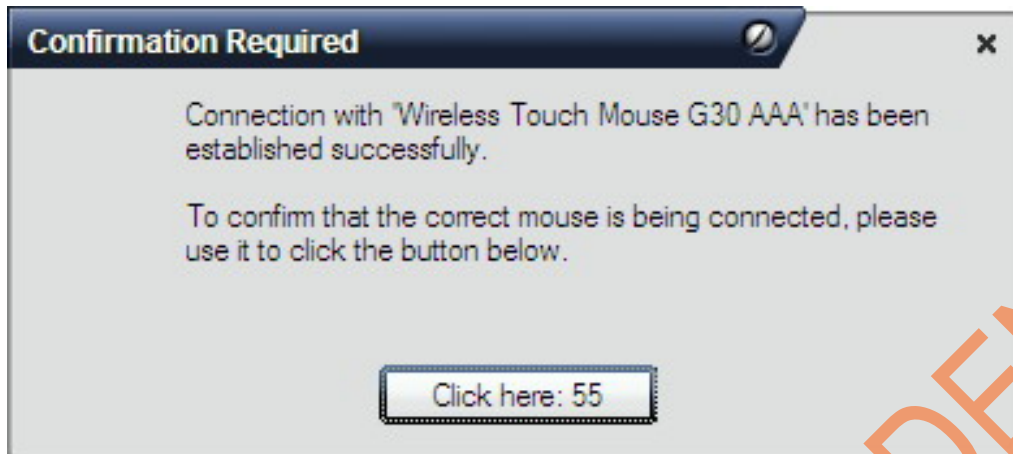 Confirmation Required
Connection with "Wireless Touch Mouse G30 AAA" has been
established successfully.
To confirm that the correct mouse is being connected, please
use it to click the button below.
Click here: 55
DEN